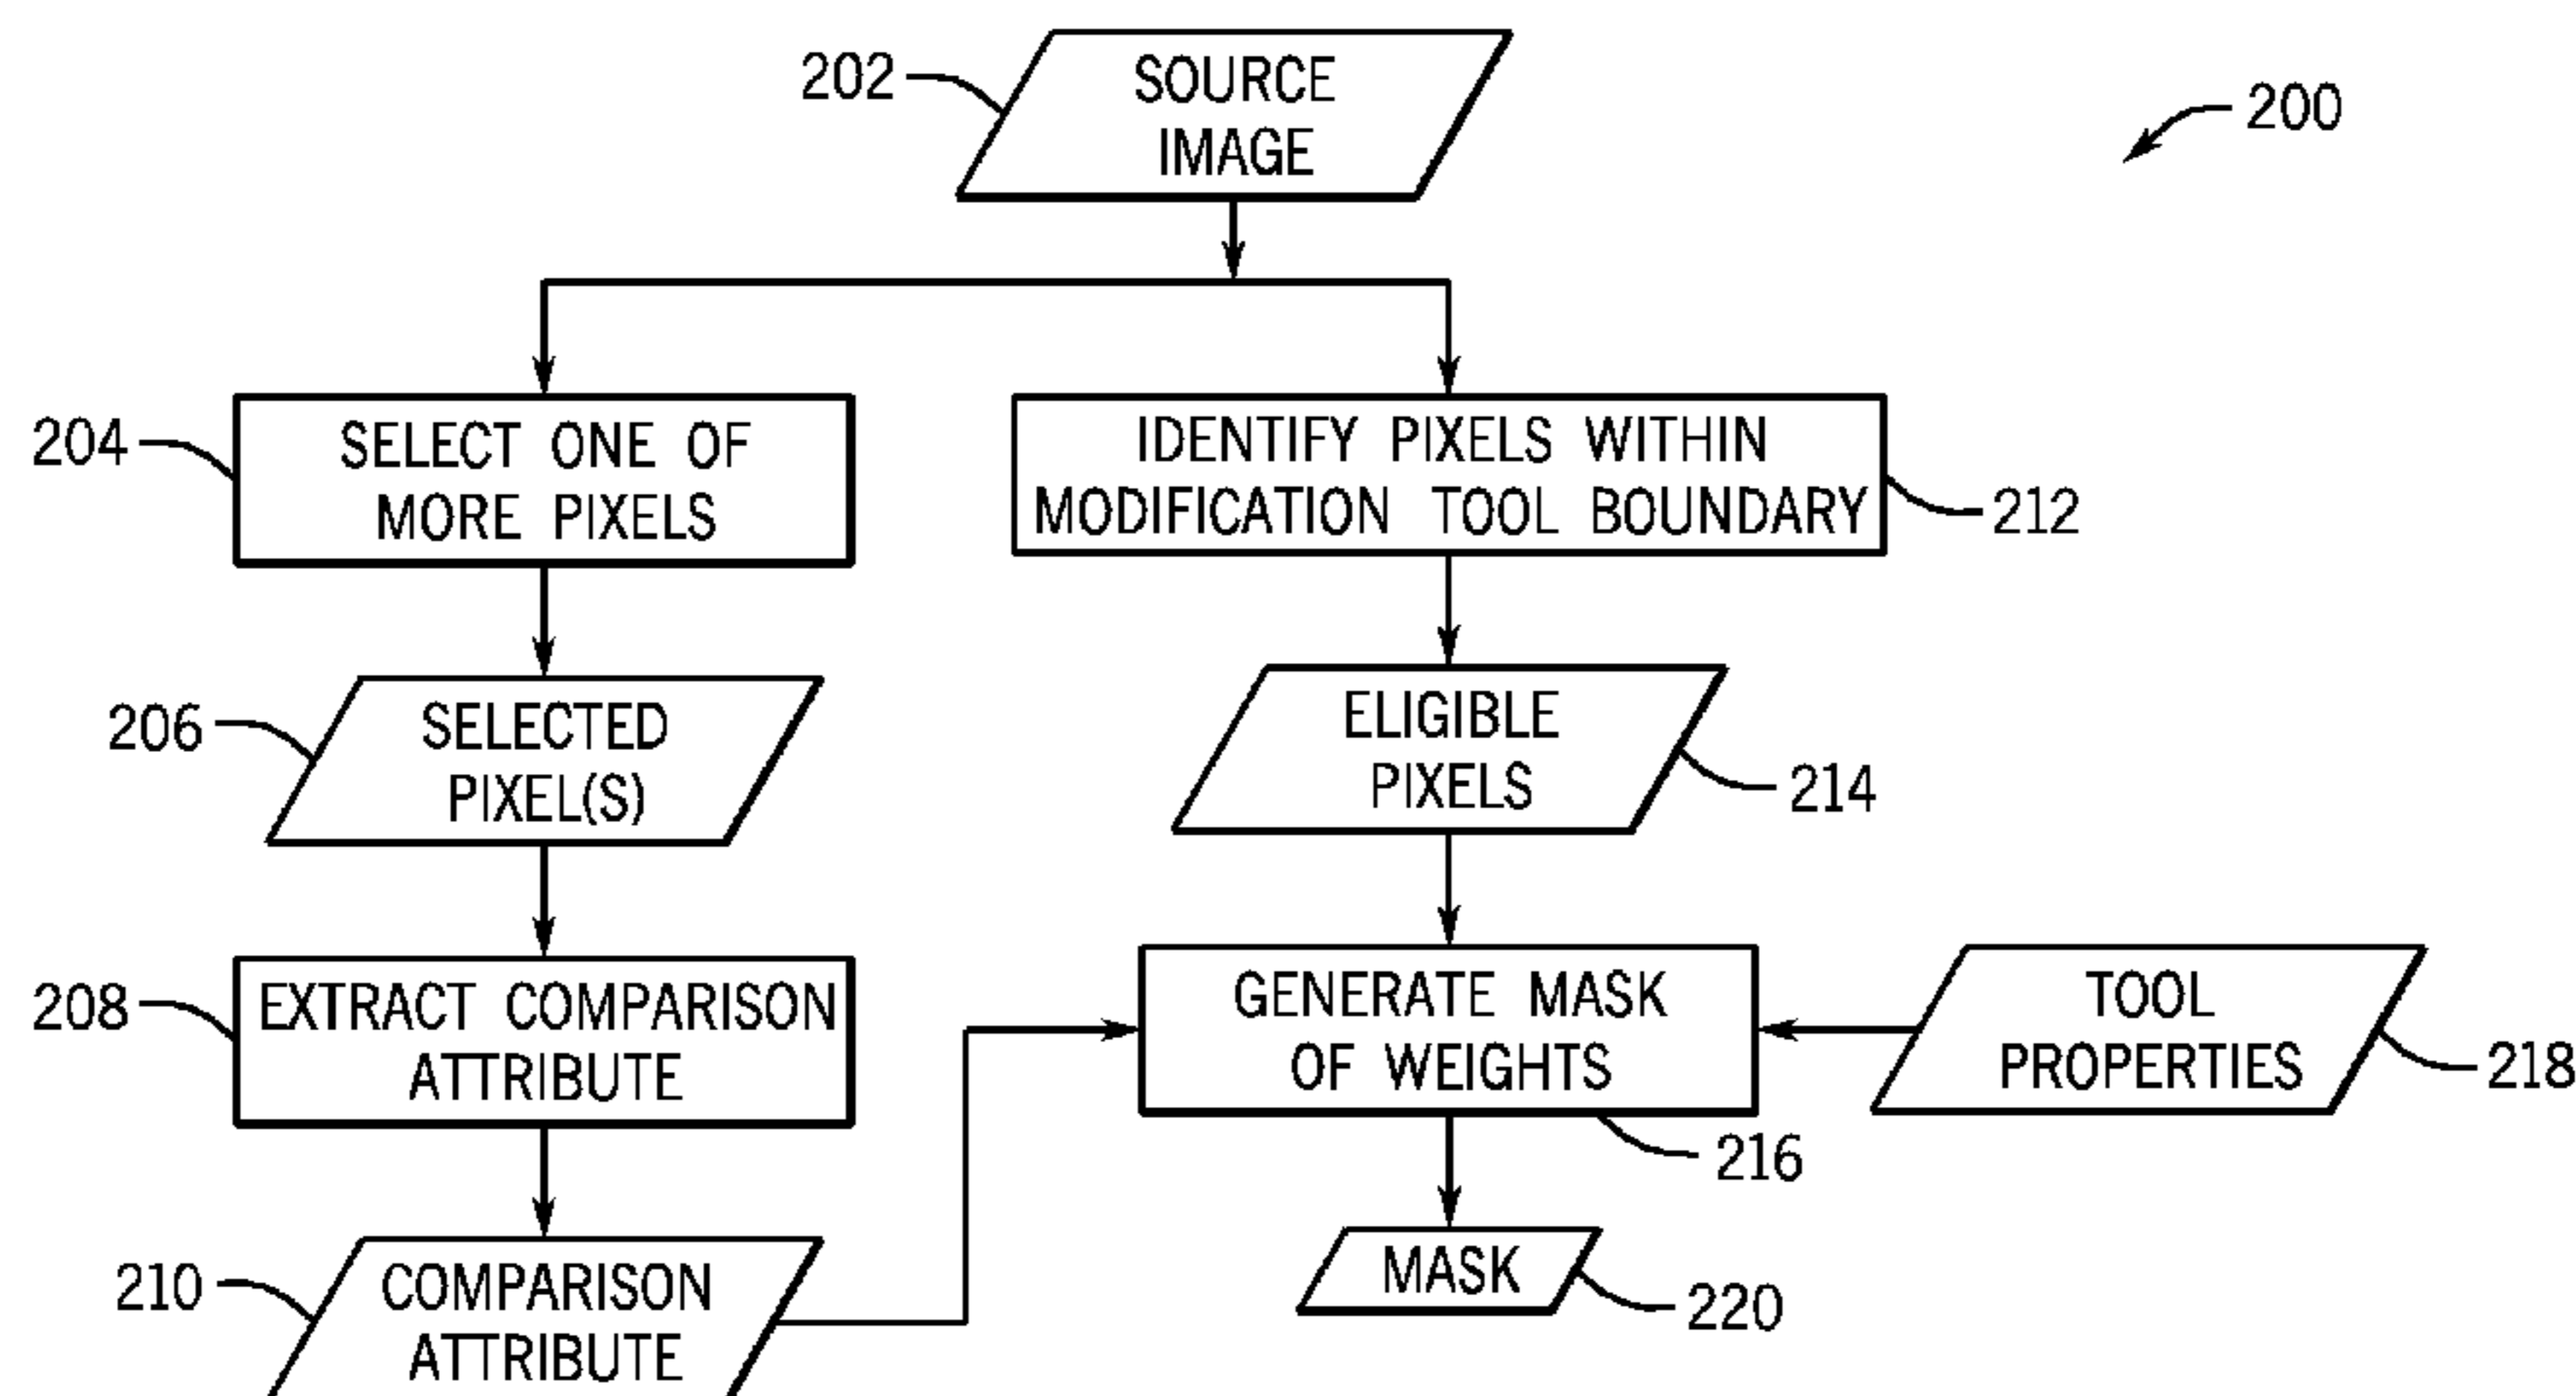 202
SOURCE
IMAGE
200
204
SELECT ONE OF
MORE PIXELS
IDENTIFY PIXELS WITHIN
MODIFICATION TOOL BOUNDARY
212
206
SELECTED
PIXEL(S)
ELIGIBLE
PIXELS
214
208
EXTRACT COMPARISON
ATTRIBUTE
GENERATE MASK
OF WEIGHTS
216
TOOL
PROPERTIES
218
210
COMPARISON
ATTRIBUTE
MASK
220